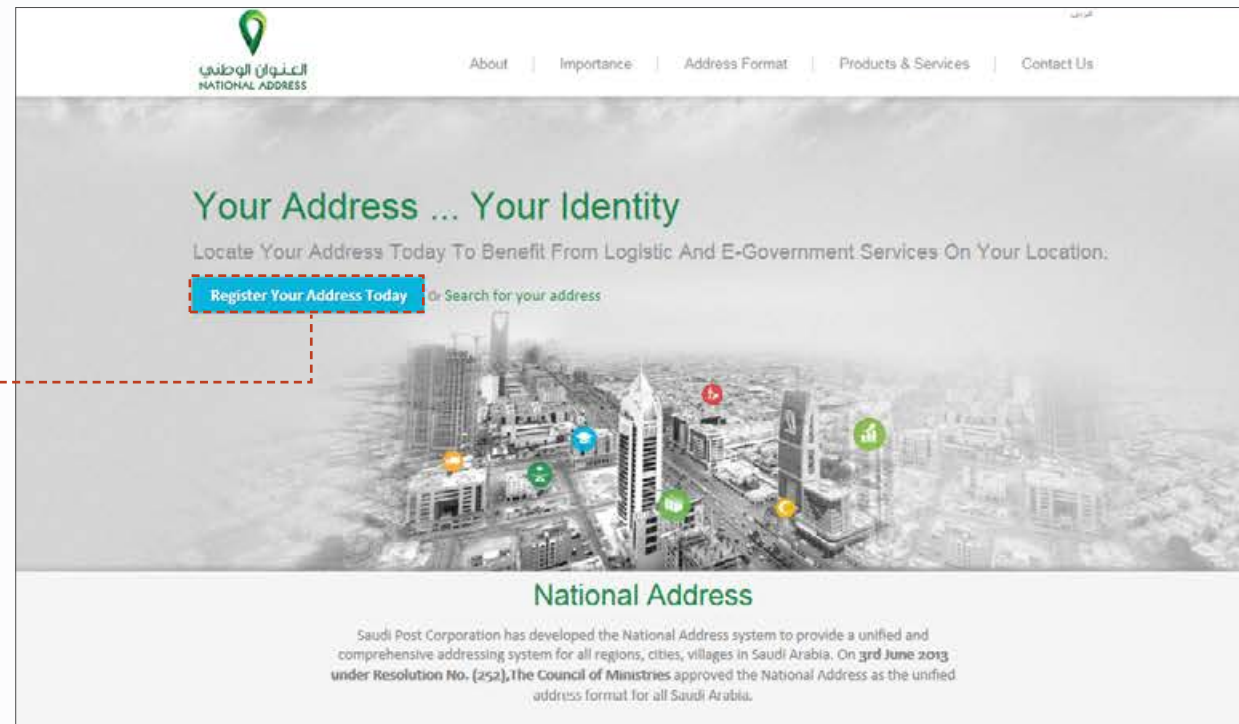 عربي
العنوان الوطني
NATIONAL ADDRESS
About | Importance | Address Format | Products & Services | Contact Us
Your Address ... Your Identity
Locate Your Address Today To Benefit From Logistic And E-Government Services On Your Location.
Register Your Address Today Or Search for your address
National Address
Saudi Post Corporation has developed the National Address system to provide a unified and
comprehensive addressing system for all regions, cities, villages in Saudi Arabia. On 3rd June 2013
under Resolution No. (252),The Council of Ministries approved the National Address as the unified
address format for all Saudi Arabia.